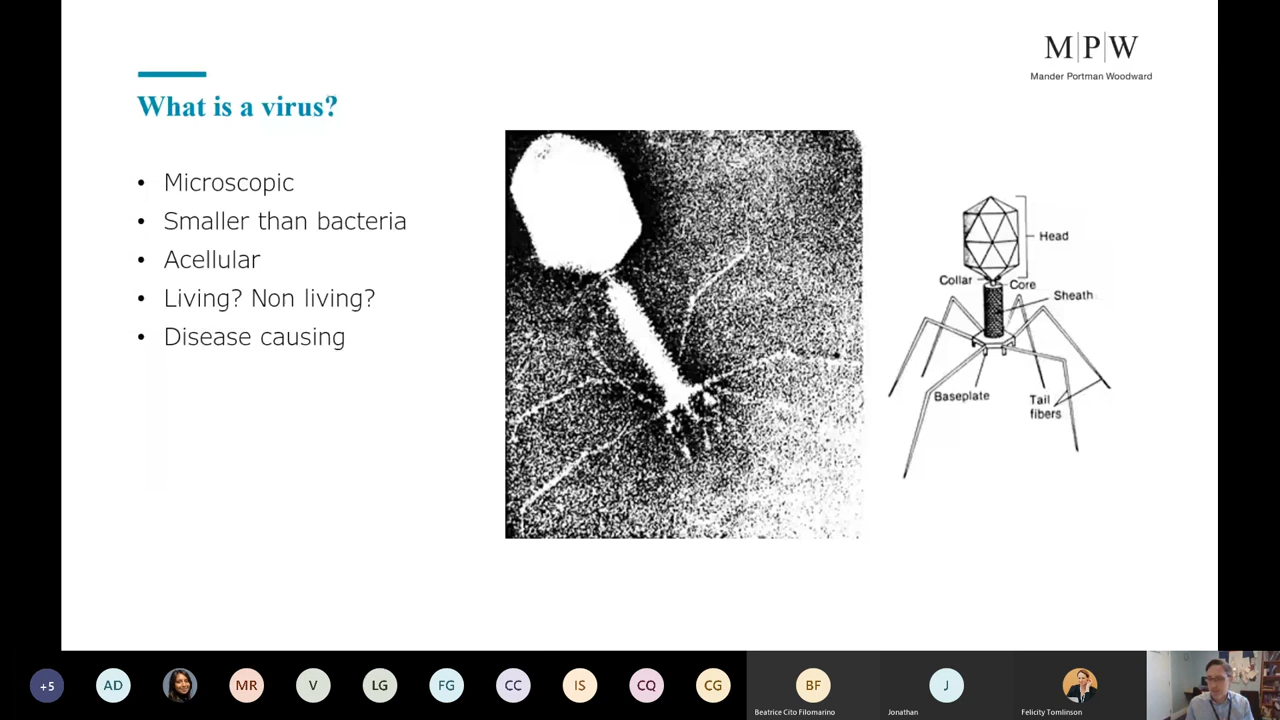 M|P|W
Mander Portman Woodward
What is a virus?
• Microscopic
• Smaller than bacteria
• Acellular
• Living? Non living?
• Disease causing
Head
Collar
Core
Sheath
Baseplate
Tail
fibers
+5
AD
MR
V
LG
FG
CC
IS
CQ
CG
BF
J
Beatrice Cito Filomarino
Jonathan
Felicity Tomlinson